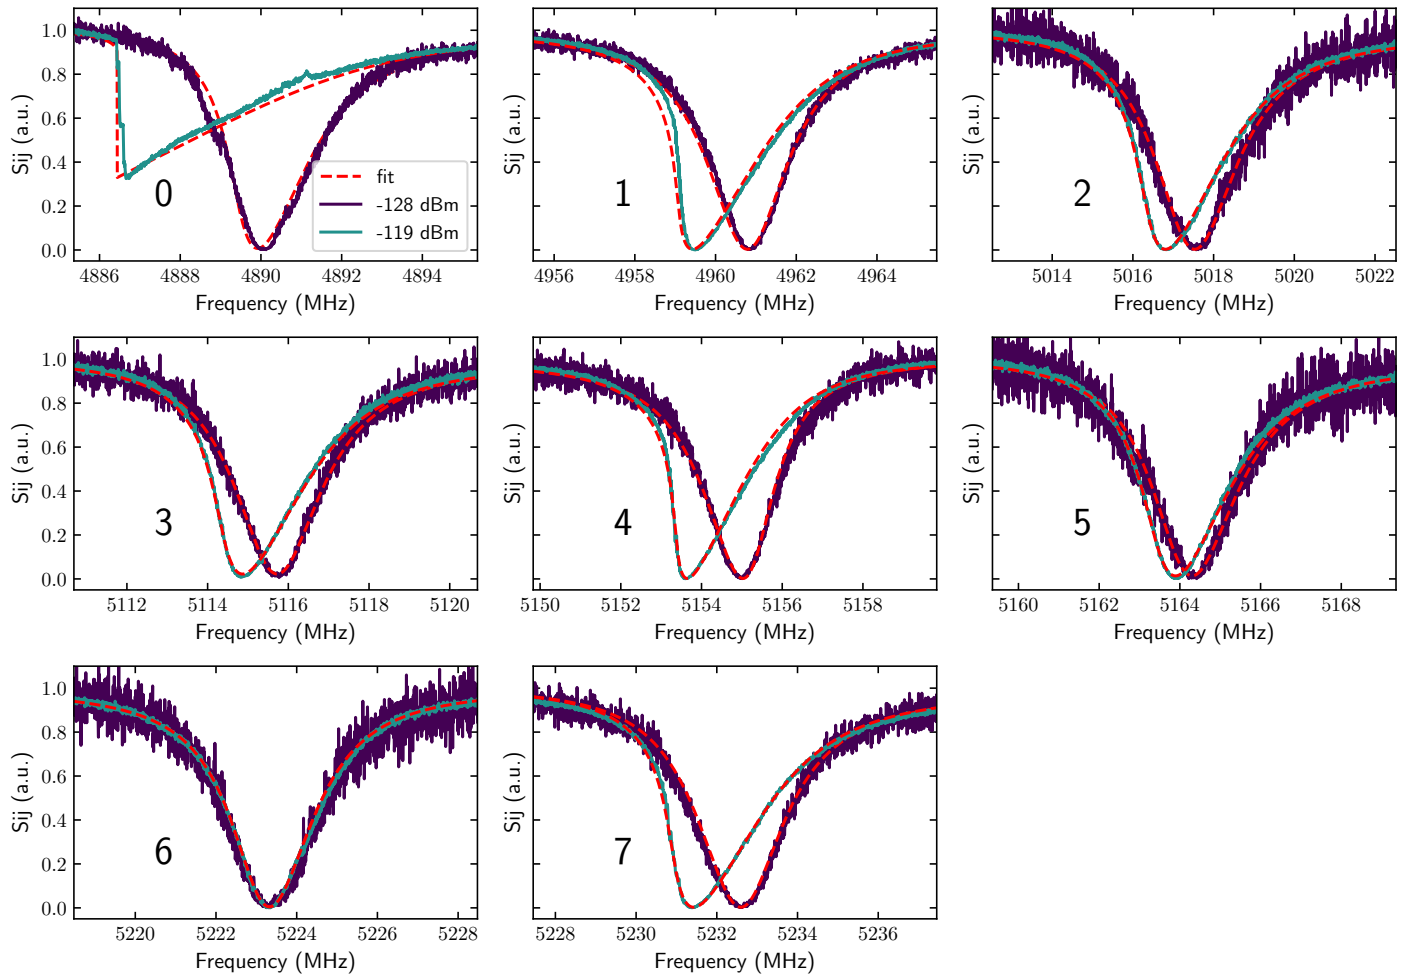 Sij (a.u.)
1.0
0.8
0.6
0.4
0.2
0.0
0
fit
-128 dBm
-119 dBm
4886 4888 4890 4892 4894
Frequency (MHz)
Sij (a.u.)
1
4956 4958 4960 4962 4964
Frequency (MHz)
Sij (a.u.)
2
5014 5016 5018 5020 5022
Frequency (MHz)
Sij (a.u.)
1.0
0.8
0.6
0.4
0.2
0.0
3
5112 5114 5116 5118 5120
Frequency (MHz)
Sij (a.u.)
4
5150 5152 5154 5156 5158
Frequency (MHz)
Sij (a.u.)
5
5160 5162 5164 5166 5168
Frequency (MHz)
Sij (a.u.)
1.0
0.8
0.6
0.4
0.2
0.0
6
5220 5222 5224 5226 5228
Frequency (MHz)
Sij (a.u.)
7
5228 5230 5232 5234 5236
Frequency (MHz)